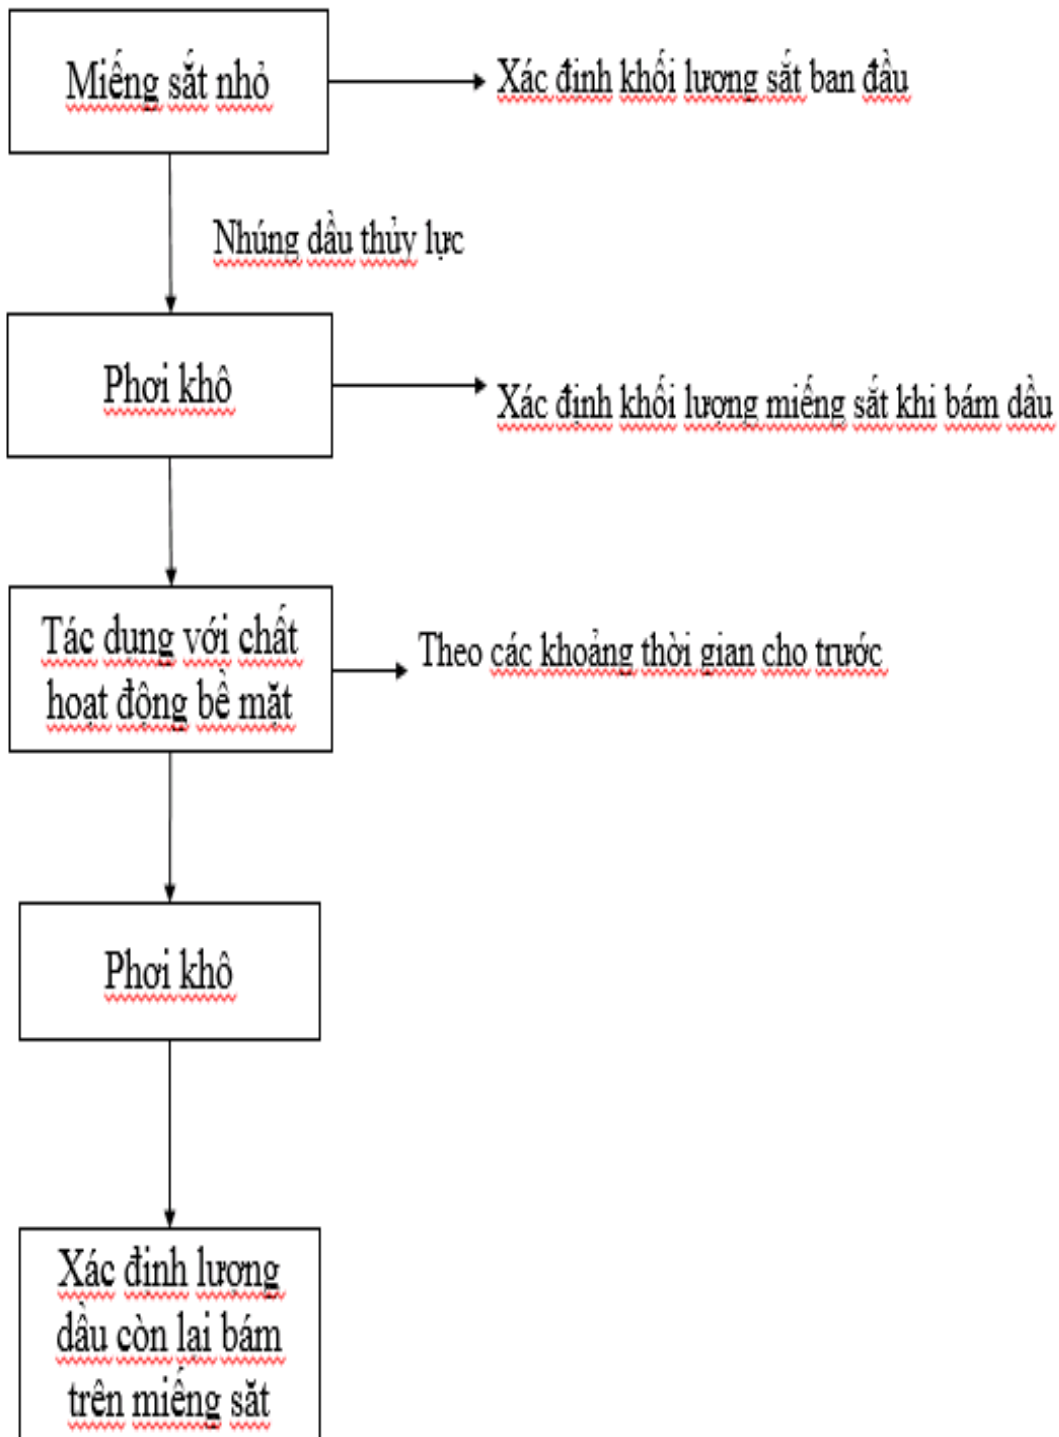 Miếng sắt nhỏ
Xác đinh khối lương sắt ban đầu
Nhúng dầu thủy lực
Phơi khô
Xác định khối lượng miếng sắt khi bám dầu
Tác dụng với chất
hoạt động bề mặt
Theo các khoảng thời gian cho trước
Phơi khô
Xác định lượng
dầu còn lại bám
trên miếng sắt